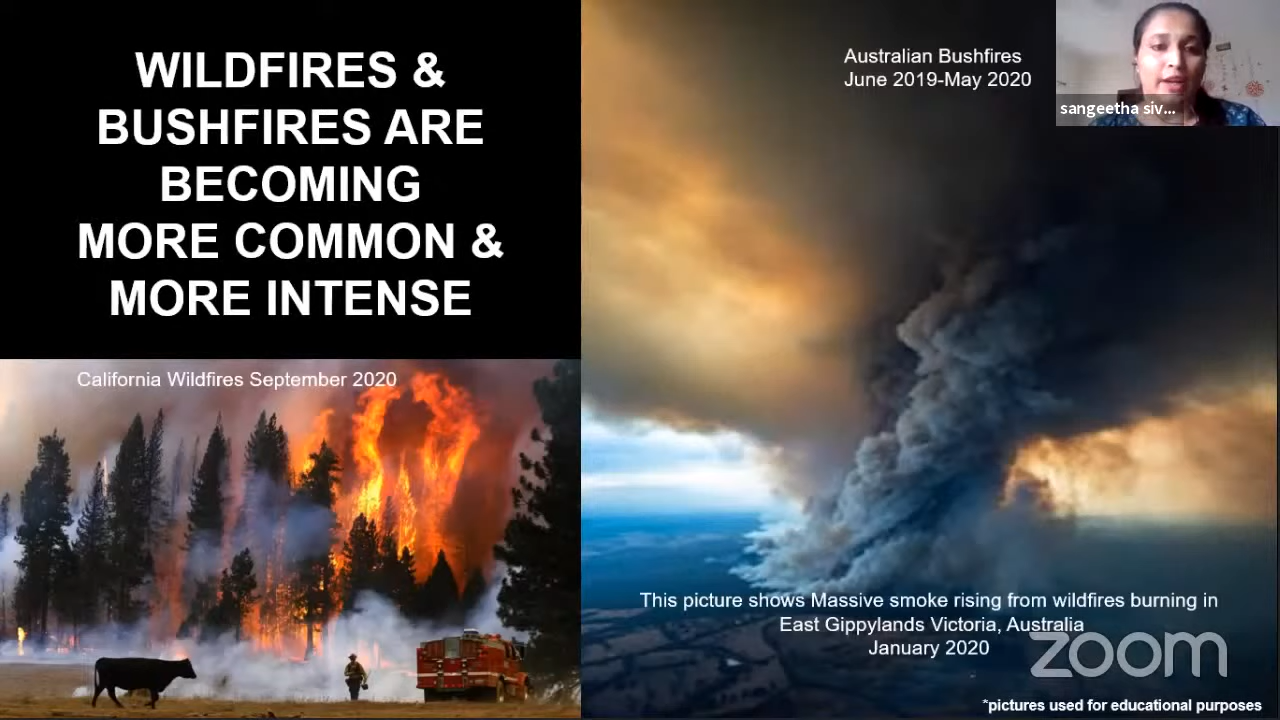 WILDFIRES &
BUSHFIRES ARE
BECOMING
MORE COMMON &
MORE INTENSE
California Wildfires September 2020
Australian Bushfires
June 2019-May 2020
sangeetha siv...
This picture shows Massive smoke rising from wildfires burning in
East Gippylands Victoria, Australia
January 2020
zoom
*pictures used for educational purposes